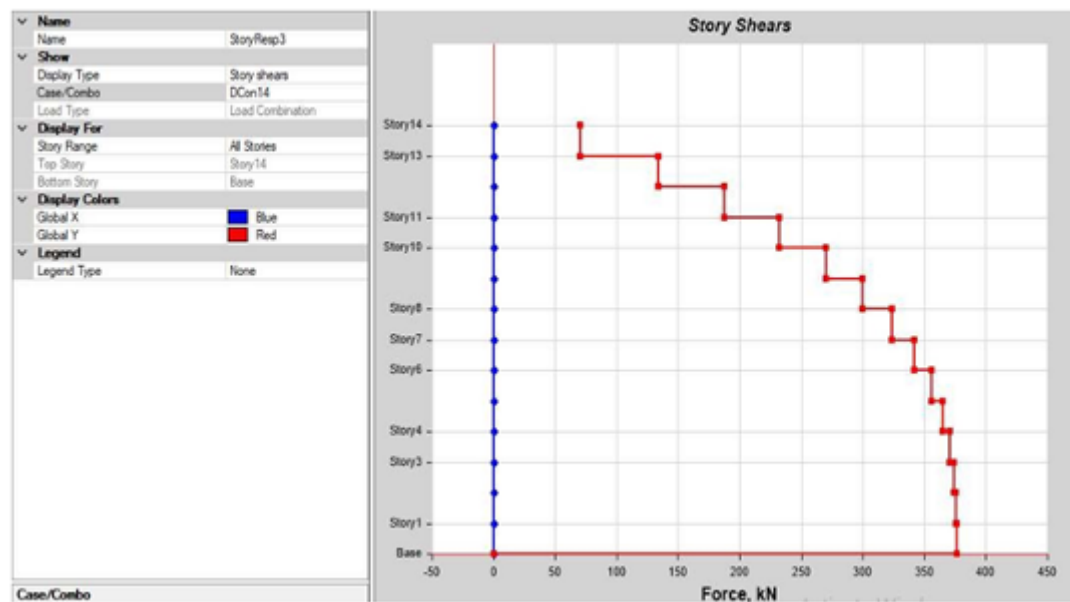 Name
Name StoryResp3
Show
Display Type Story shears
Case/Combo DCon14
Load Type Load Combination
Display For
Story Range All Stories
Top Story Story14
Bottom Story Base
Display Colors
Global X Blue
Global Y Red
Legend
Legend Type None
Case/Combo
Story Shears
Story14
Story13
Story11
Story10
Story8
Story7
Story6
Story4
Story3
Story1
Base
-50 0 50 100 150 200 250 300 350 400 450
Force, kN